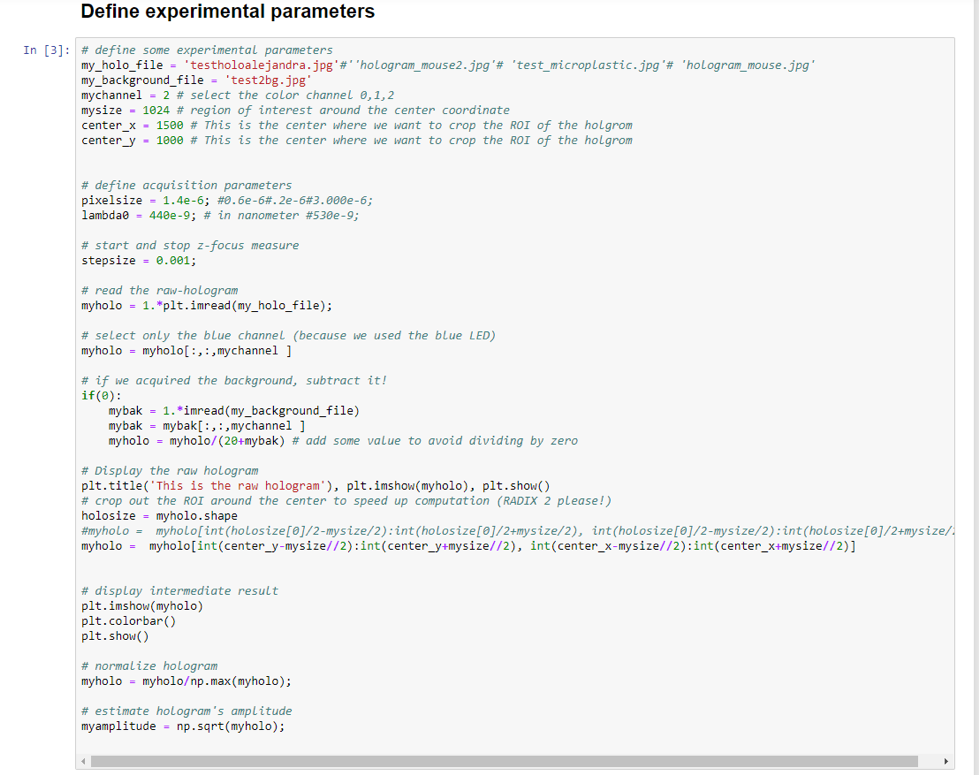 Define experimental parameters
In [3]:
# define some experimental parameters
my_holo_file = 'testholoalejandra.jpg'#''hologram_mouse2.jpg'# 'test_microplastic.jpg'# 'hologram_mouse.jpg'
my_background_file = 'test2bg.jpg'
mychannel = 2 # select the color channel 0,1,2
mysize = 1024 # region of interest around the center coordinate
center_x = 1500 # This is the center where we want to crop the ROI of the holgrom
center_y = 1000 # This is the center where we want to crop the ROI of the holgrom
# define acquisition parameters
pixelsize = 1.4e-6; #0.6e-6#.2e-6#3.000e-6;
lambda0 = 440e-9; # in nanometer #530e-9;
# start and stop z-focus measure
stepsize = 0.001;
# read the raw-hologram
myholo = 1.*plt.imread(my_holo_file);
# select only the blue channel (because we used the blue LED)
myholo = myholo[:,:,mychannel ]
# if we acquired the background, subtract it!
if(0):
    mybak = 1.*imread(my_background_file)
    mybak = mybak[:,:,mychannel ]
    myholo = myholo/(20+mybak) # add some value to avoid dividing by zero
# Display the raw hologram
plt.title('This is the raw hologram'), plt.imshow(myholo), plt.show()
# crop out the ROI around the center to speed up computation (RADIX 2 please!)
holosize = myholo.shape
#myholo =  myholo[int(holosize[0]/2-mysize/2):int(holosize[0]/2+mysize/2), int(holosize[0]/2-mysize/2):int(holosize[0]/2+mysize/
myholo =  myholo[int(center_y-mysize//2):int(center_y+mysize//2), int(center_x-mysize//2):int(center_x+mysize//2)]
# display intermediate result
plt.imshow(myholo)
plt.colorbar()
plt.show()
# normalize hologram
myholo = myholo/np.max(myholo);
# estimate hologram's amplitude
myamplitude = np.sqrt(myholo);